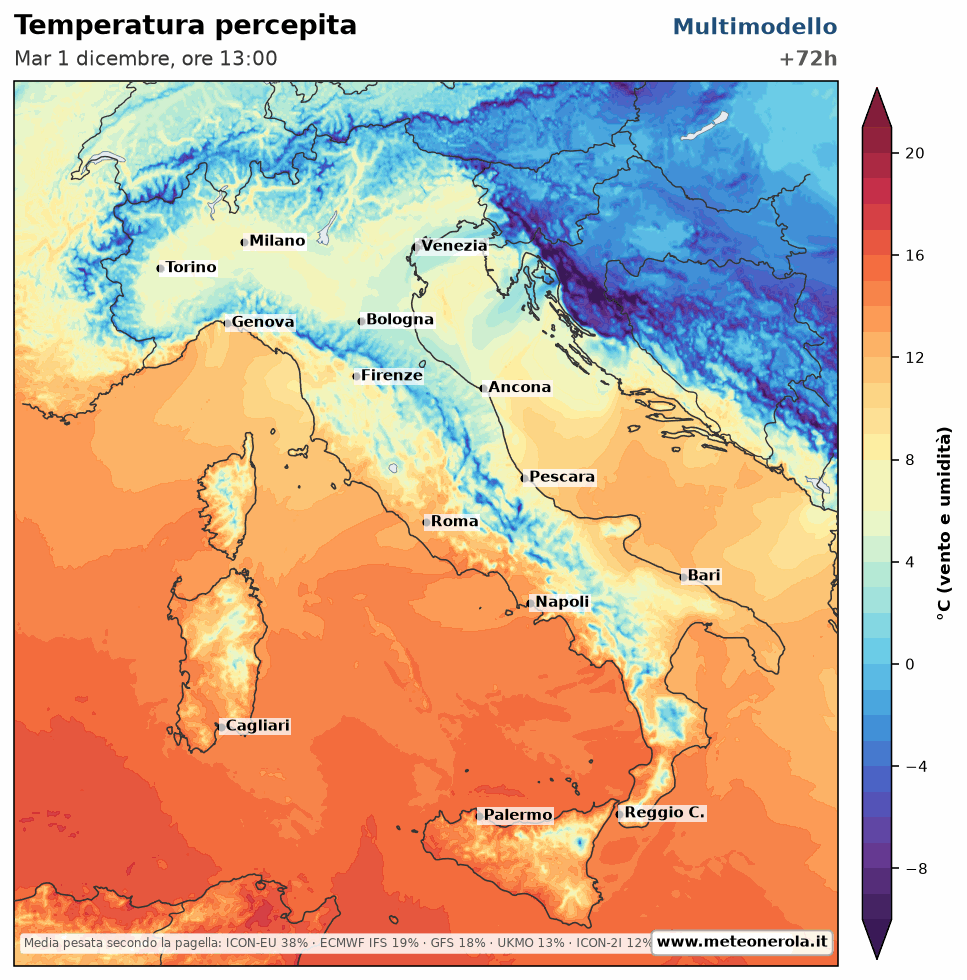 Temperatura percepita
Multimodello
Mar 1 dicembre, ore 13:00
+72h
Milano
Venezia
Torino
Genova
Bologna
Firenze
Ancona
Pescara
Roma
Bari
Napoli
Cagliari
Palermo
Reggio C.
20
16
12
8
4
0
−4
−8
°C (vento e umidità)
Media pesata secondo la pagella: ICON-EU 38% · ECMWF IFS 19% · GFS 18% · UKMO 13% · ICON-2I 12%
www.meteonerola.it